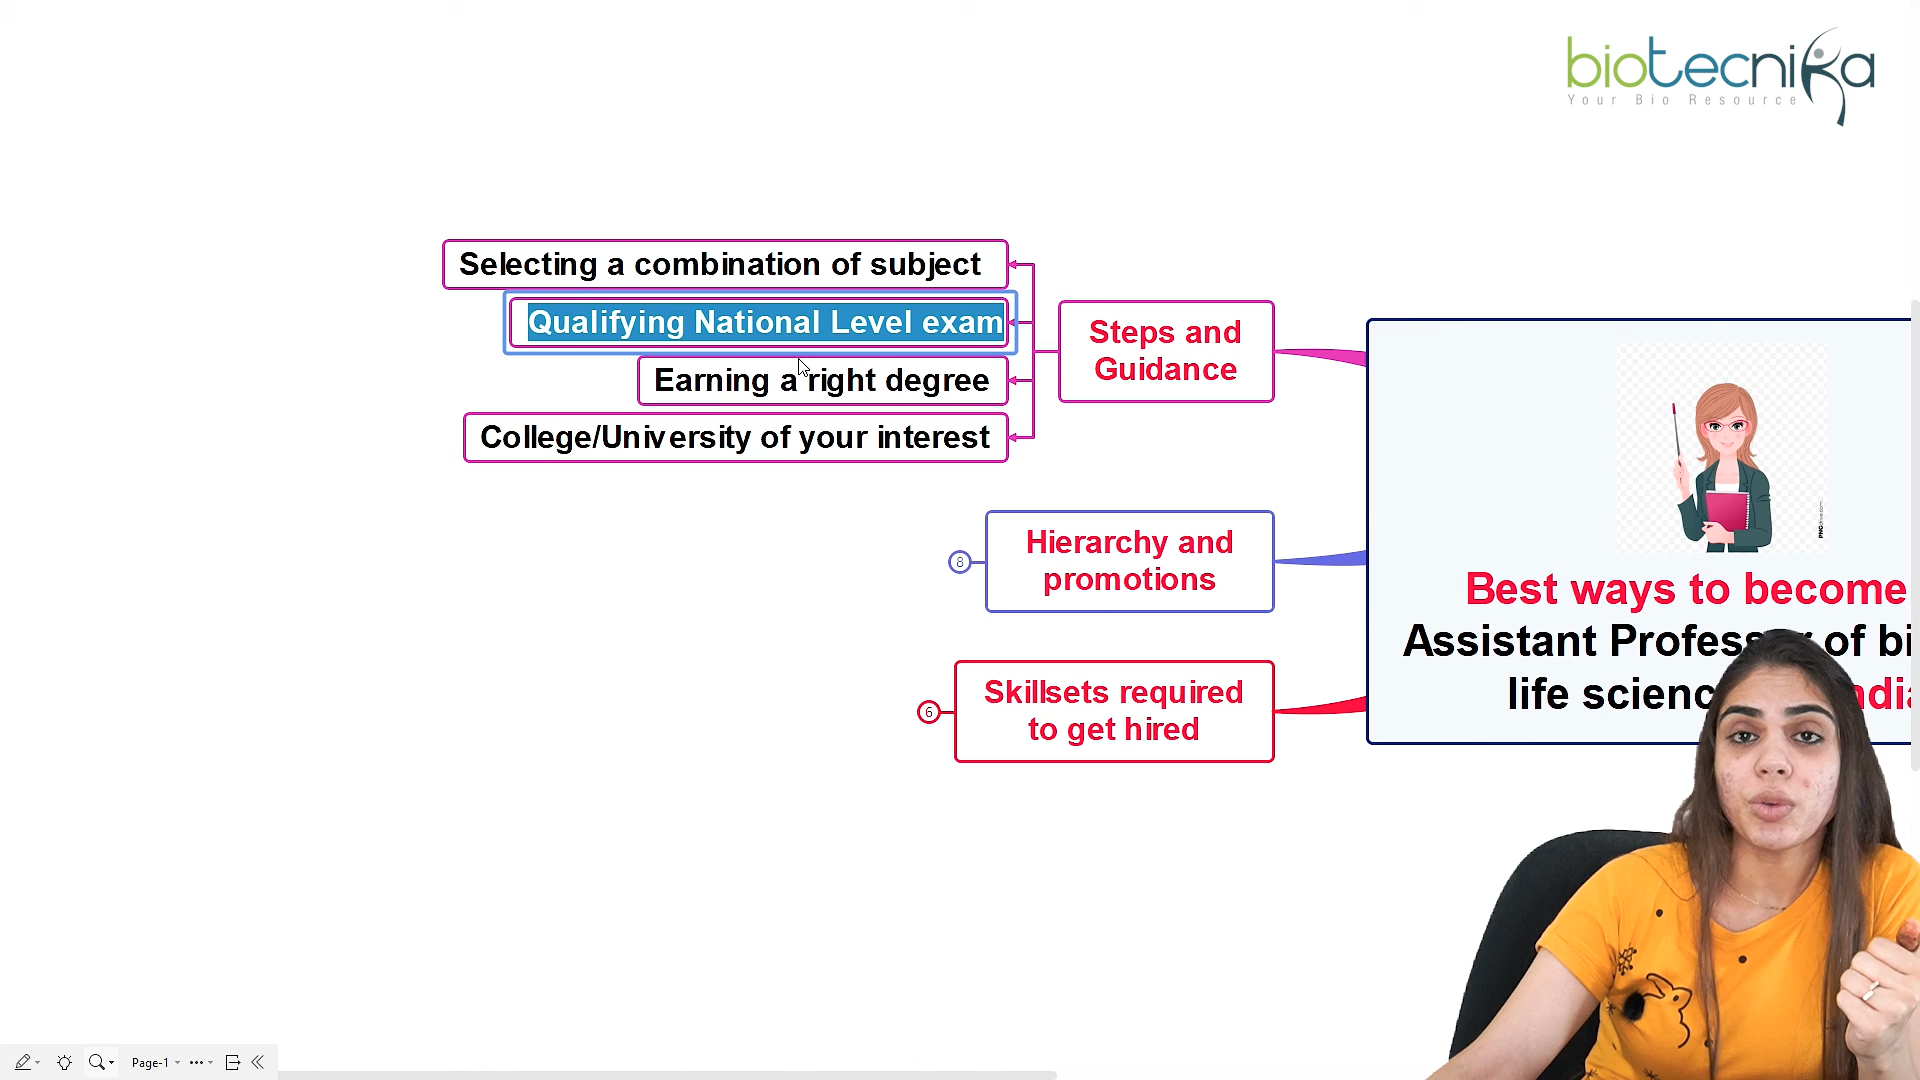 biotecnika
Your Bio Resource
Selecting a combination of subject
Qualifying National Level exam
Earning a right degree
College/University of your interest
Steps and
Guidance
8
Hierarchy and
promotions
6
Skillsets required
to get hired
Best ways to become
Assistant Professor of bi
life scienc
Page-1